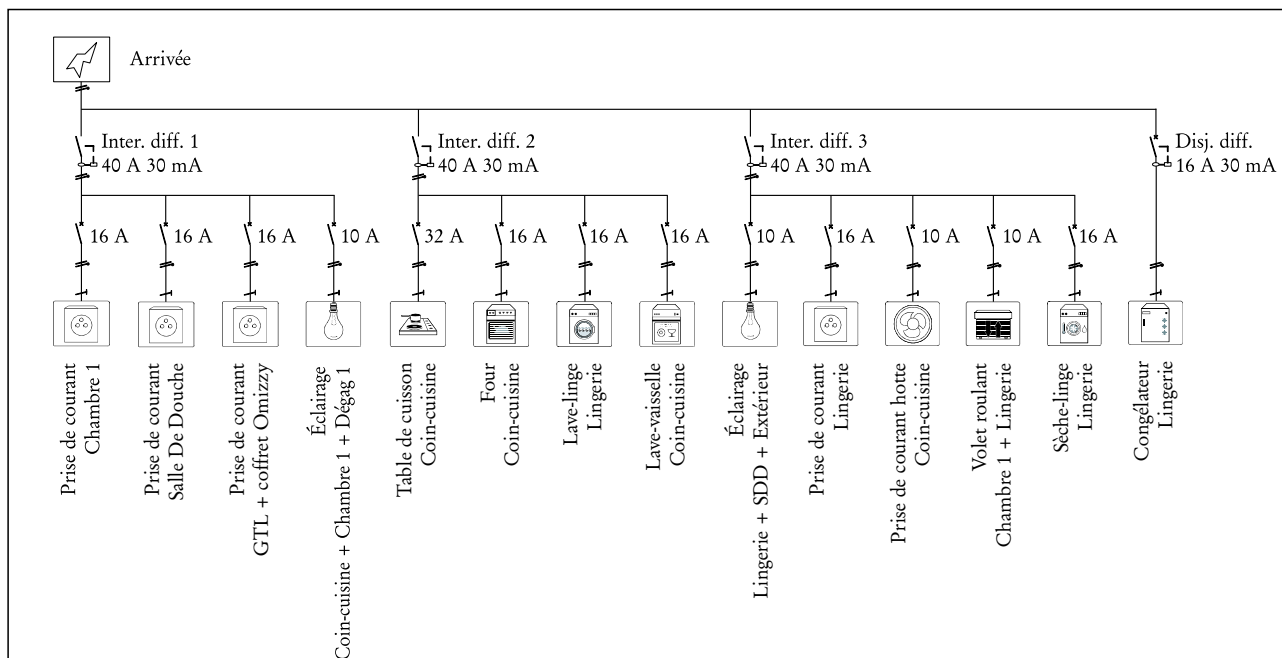 Arrivée
Inter. diff. 1
40 A 30 mA
Inter. diff. 2
40 A 30 mA
Inter. diff. 3
40 A 30 mA
Disj. diff.
16 A 30 mA
16 A
16 A
16 A
10 A
32 A
16 A
16 A
16 A
10 A
16 A
10 A
10 A
16 A
Prise de courant
Chambre 1
Prise de courant
Salle De Douche
Prise de courant
GTL + coffret Omizzy
Éclairage
Coin-cuisine + Chambre 1 + Dégag 1
Table de cuisson
Coin-cuisine
Four
Coin-cuisine
Lave-linge
Lingerie
Lave-vaisselle
Coin-cuisine
Éclairage
Lingerie + SDD + Extérieur
Prise de courant
Lingerie
Prise de courant hotte
Coin-cuisine
Volet roulant
Chambre 1 + Lingerie
Sèche-linge
Lingerie
Congélateur
Lingerie